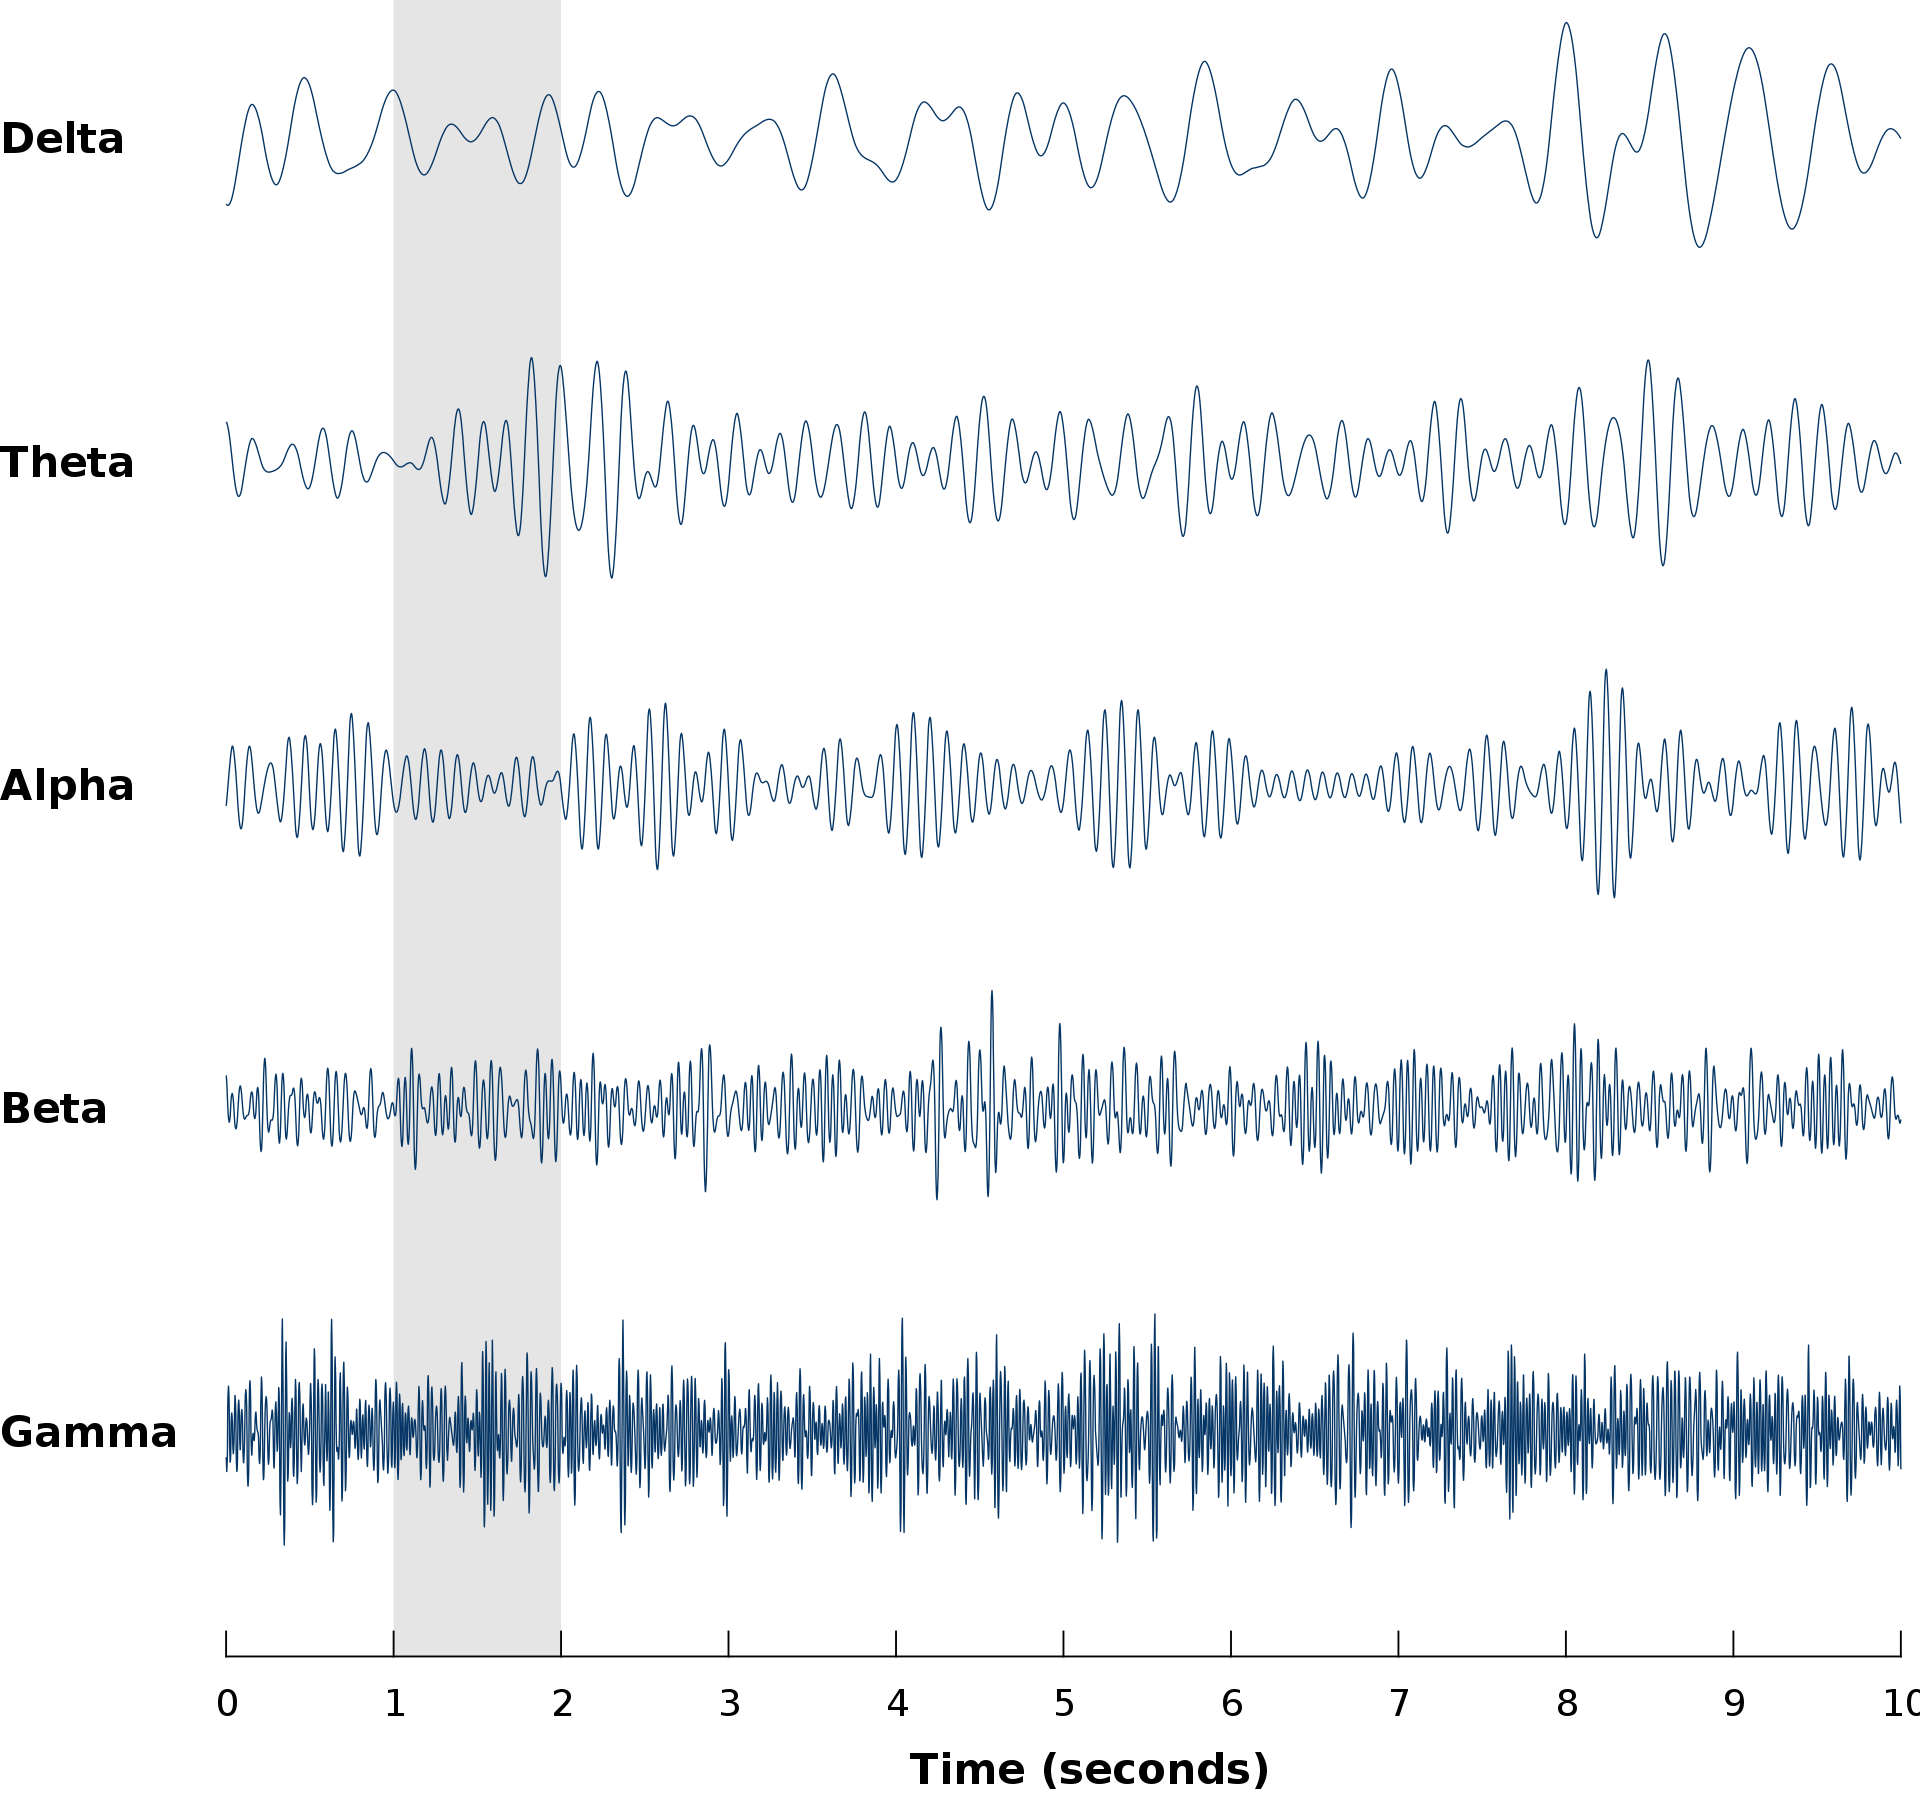 Delta
Theta
Alpha
Beta
Gamma
0 1 2 3 4 5 6 7 8 9 10
Time (seconds)